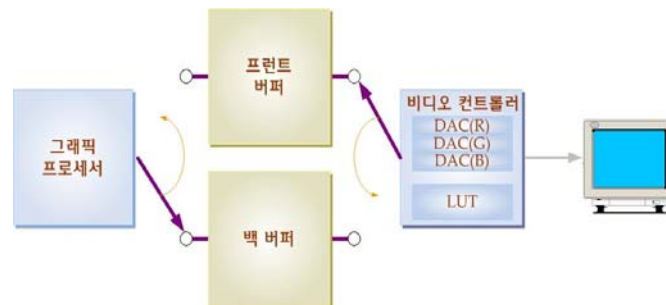 그래픽
프로세서
프런트
버퍼
백 버퍼
비디오 컨트롤러
DAC(R)
DAC(G)
DAC(B)
LUT